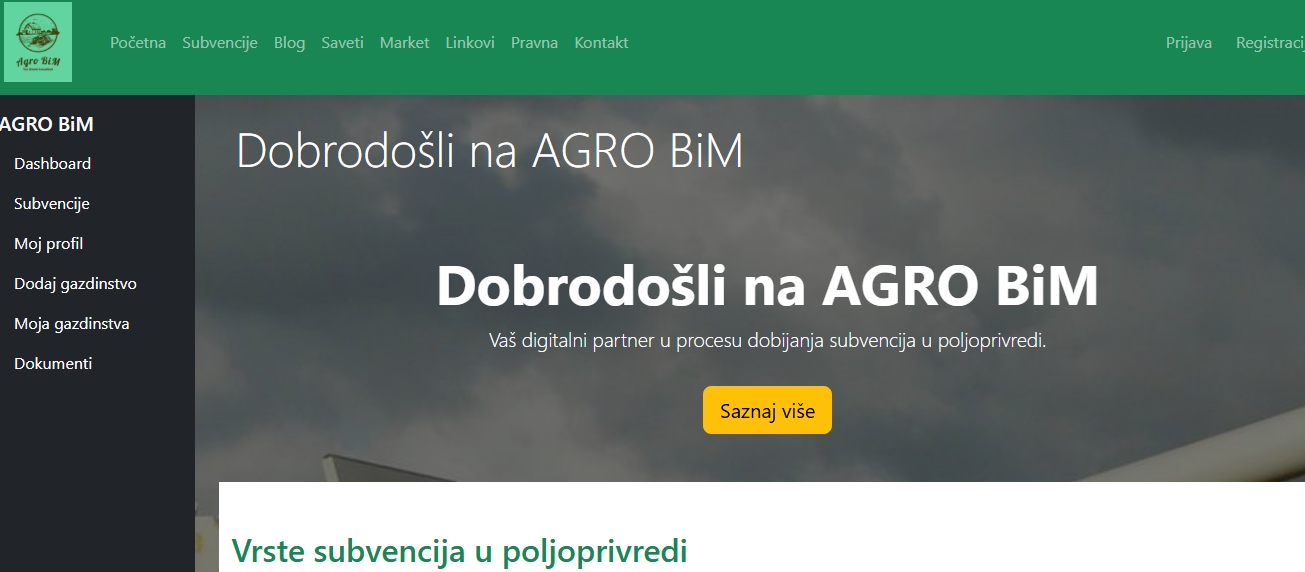 Agro BiM
Početna Subvencije Blog Saveti Market Linkovi Pravna Kontakt
Prijava Registracij
AGRO BiM
Dashboard
Subvencije
Moj profil
Dodaj gazdinstvo
Moja gazdinstva
Dokumenti
Dobrodošli na AGRO BiM
Dobrodošli na AGRO BiM
Vaš digitalni partner u procesu dobijanja subvencija u poljoprivredi.
Saznaj više
Vrste subvencija u poljoprivredi